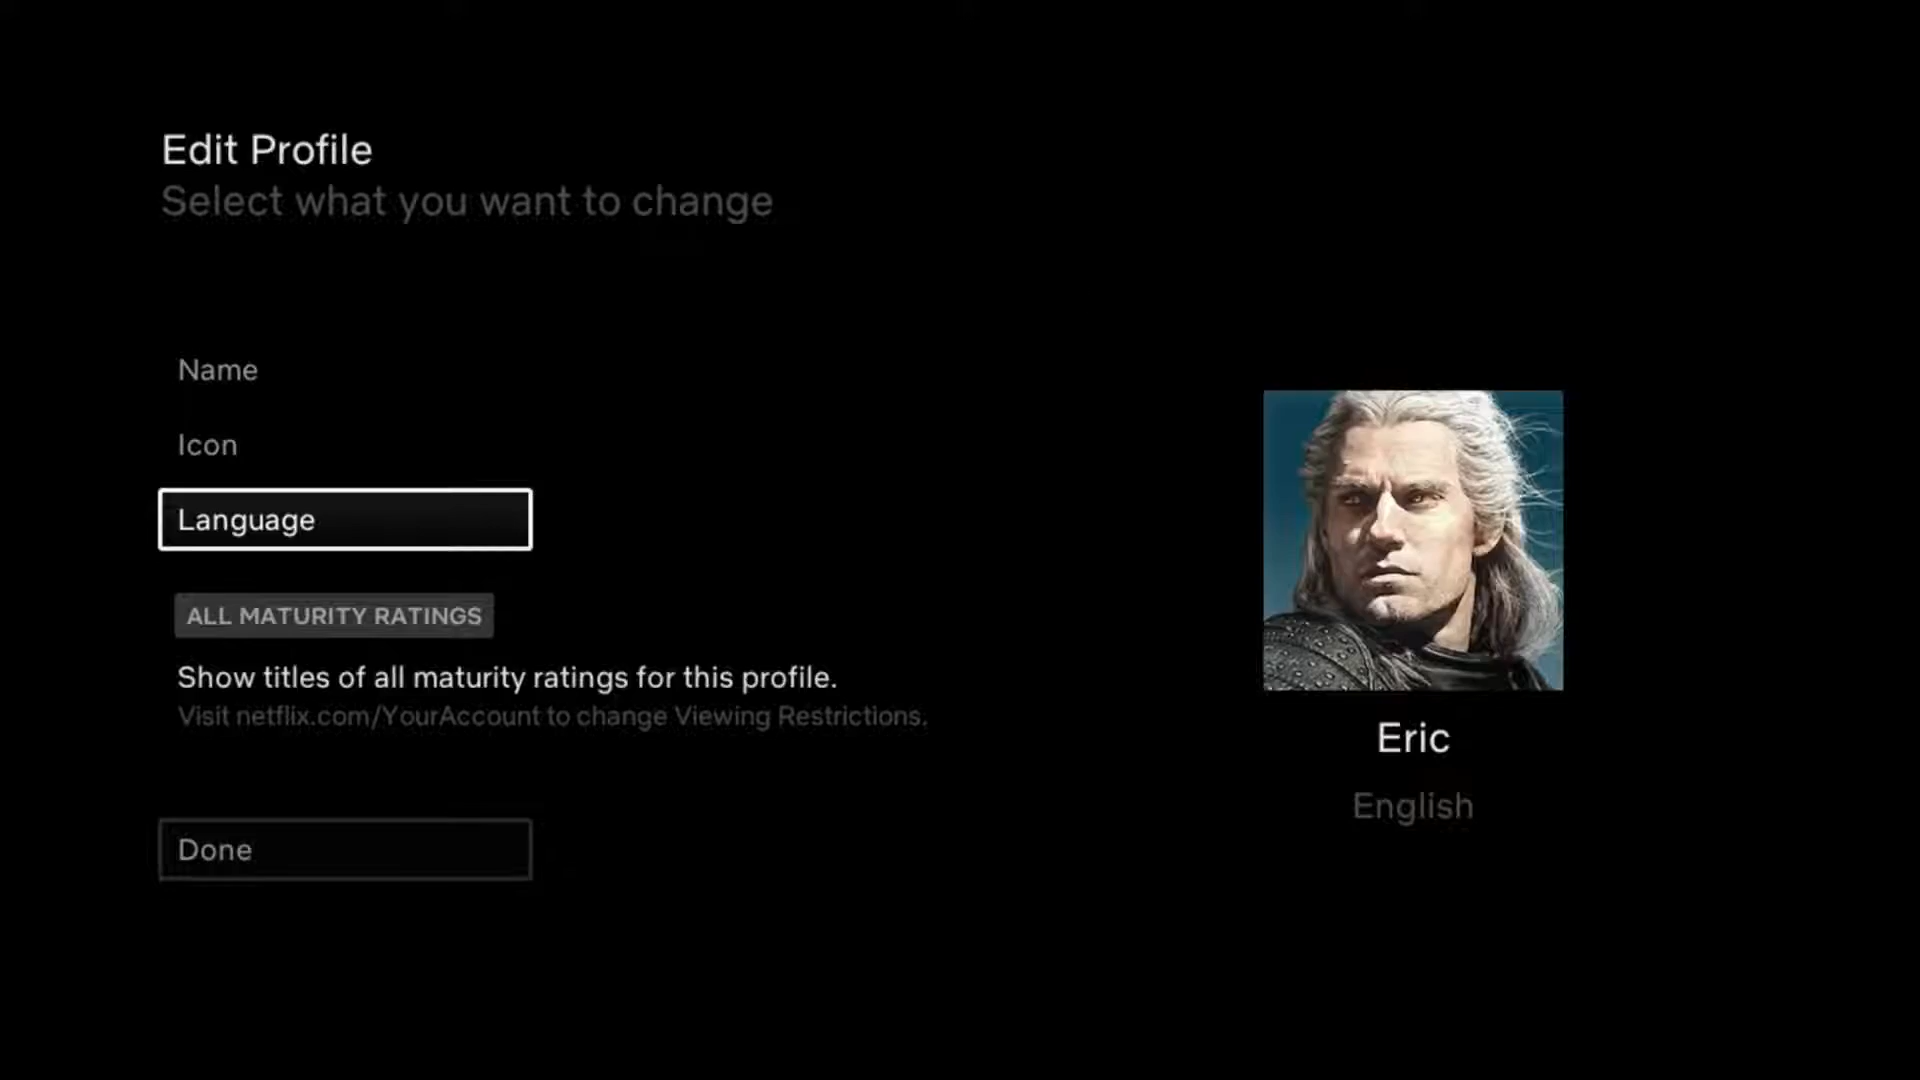 Edit Profile
Select what you want to change
Name
Icon
Language
ALL MATURITY RATINGS
Show titles of all maturity ratings for this profile.
Visit netflix.com/YourAccount to change Viewing Restrictions.
Done
Eric
English